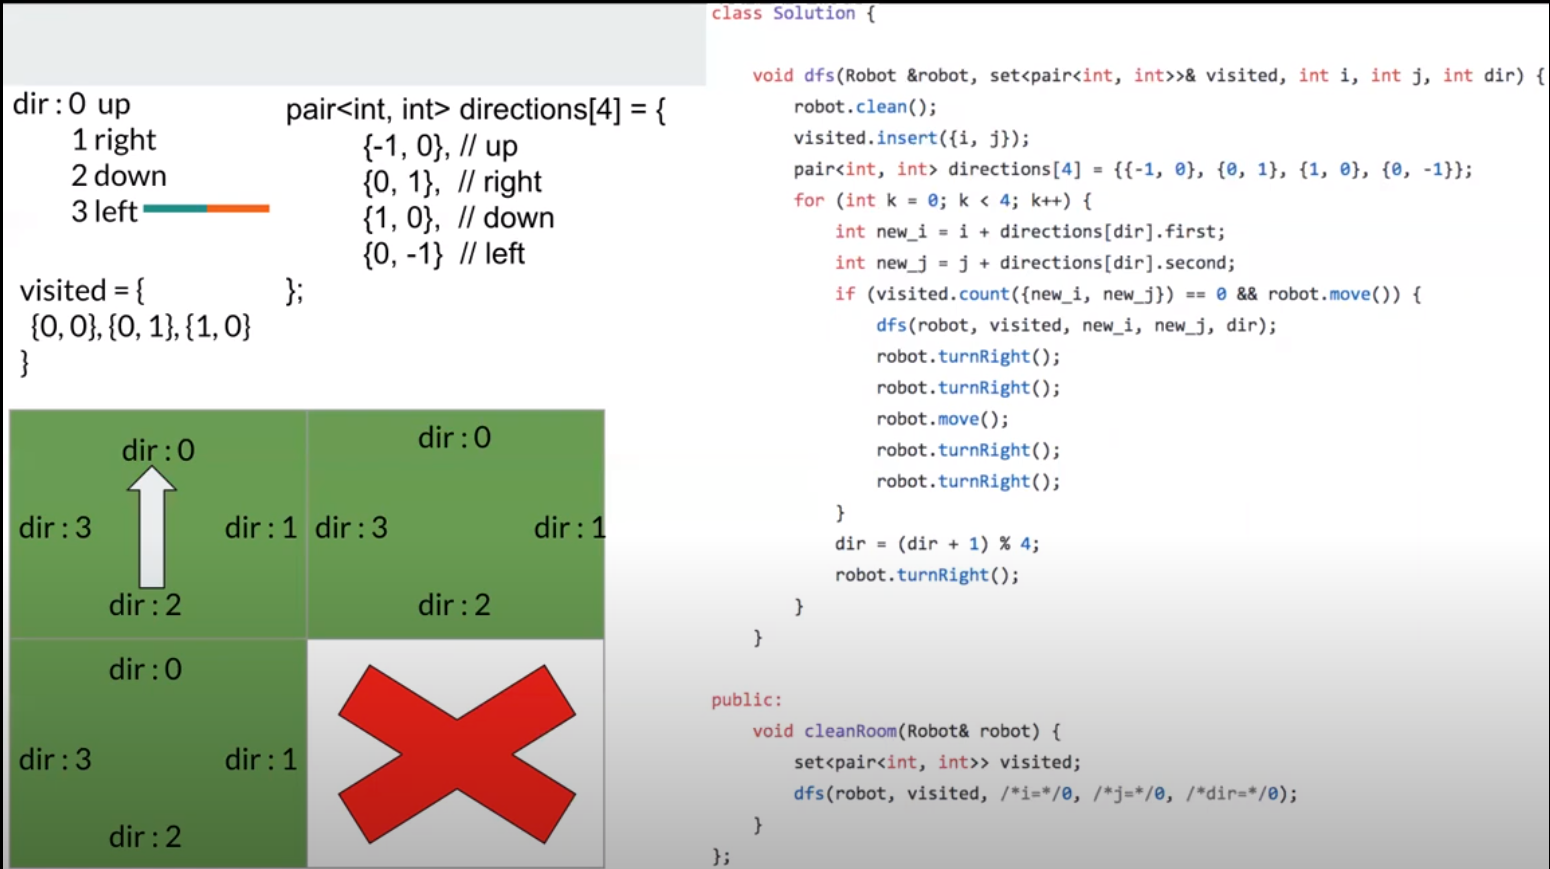 dir : 0 up
1 right
2 down
3 left
pair<int, int> directions[4] = {
{-1, 0}, // up
{0, 1}, // right
{1, 0}, // down
{0, -1} // left
};
visited = {
{0, 0}, {0, 1}, {1, 0}
}
dir : 0
dir : 3
dir : 1
dir : 2
dir : 0
dir : 3
dir : 1
dir : 2
dir : 0
dir : 3
dir : 1
dir : 2
class Solution {
void dfs(Robot &robot, set<pair<int, int>>& visited, int i, int j, int dir) {
robot.clean();
visited.insert({i, j});
pair<int, int> directions[4] = {{-1, 0}, {0, 1}, {1, 0}, {0, -1}};
for (int k = 0; k < 4; k++) {
int new_i = i + directions[dir].first;
int new_j = j + directions[dir].second;
if (visited.count({new_i, new_j}) == 0 && robot.move()) {
dfs(robot, visited, new_i, new_j, dir);
robot.turnRight();
robot.turnRight();
robot.move();
robot.turnRight();
robot.turnRight();
}
dir = (dir + 1) % 4;
robot.turnRight();
}
}
public:
void cleanRoom(Robot& robot) {
set<pair<int, int>> visited;
dfs(robot, visited, /*i=*/0, /*j=*/0, /*dir=*/0);
}
};